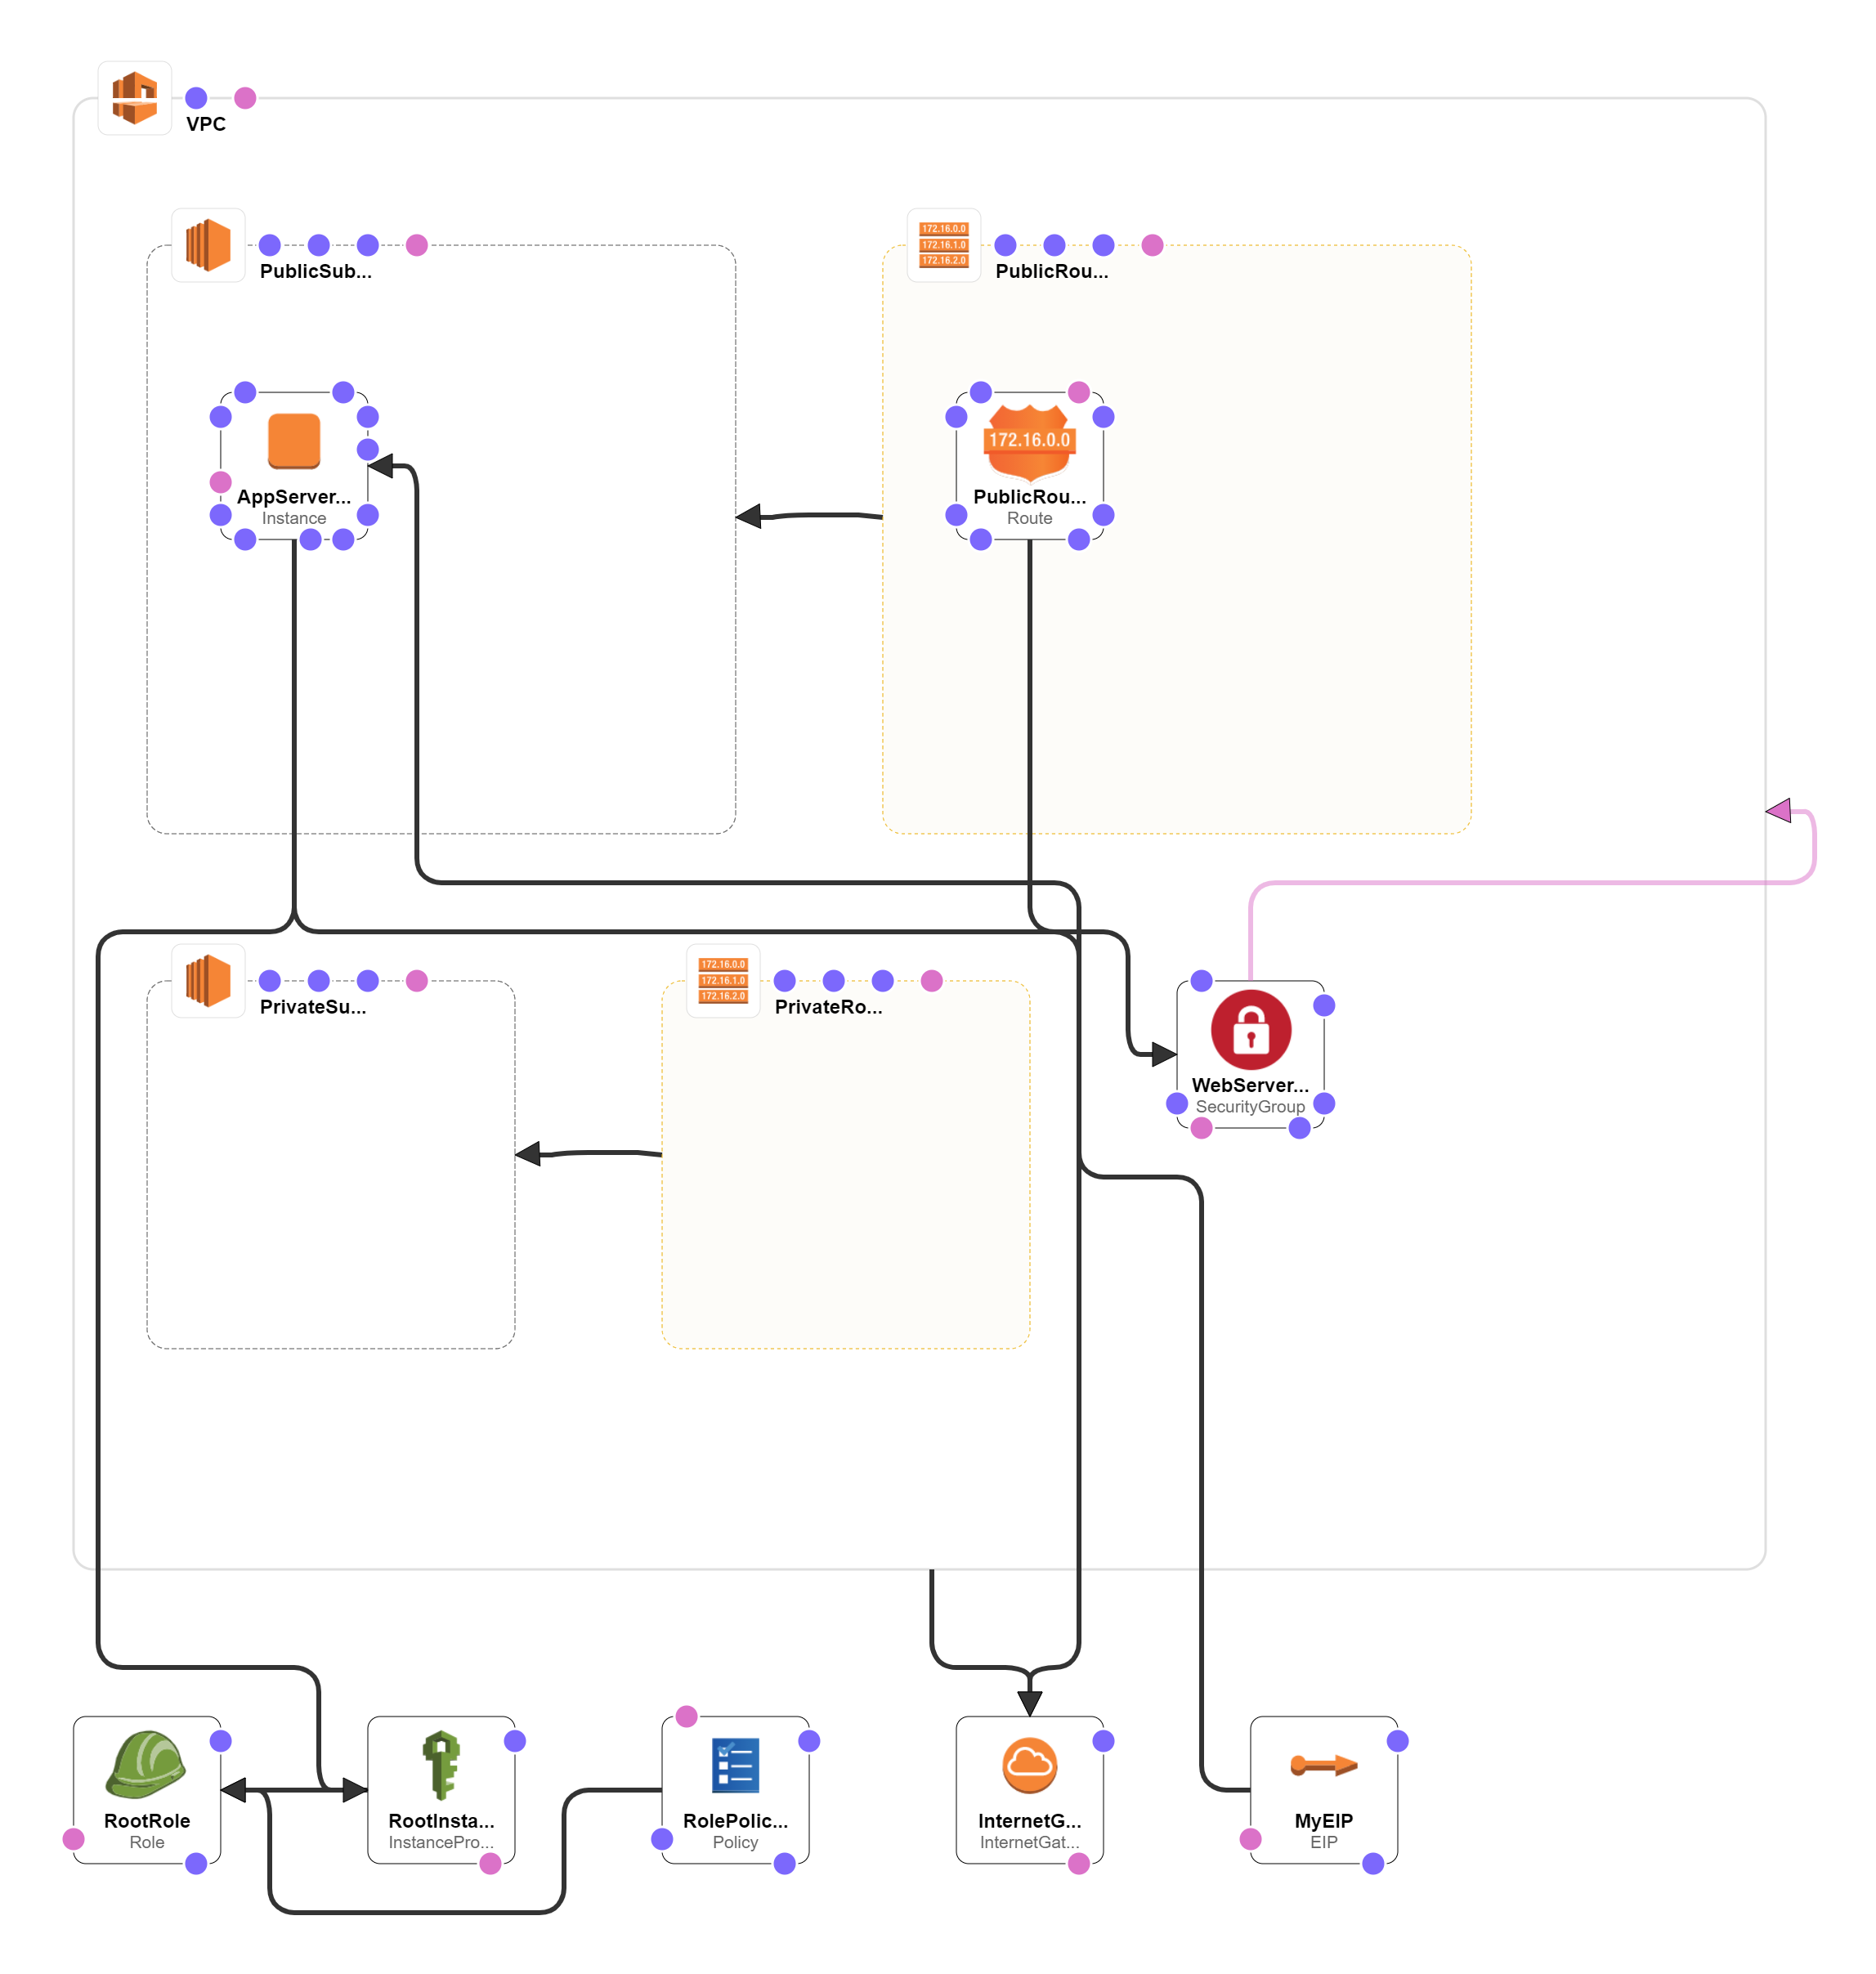 VPC
172.16.0.0
172.16.1.0
172.16.2.0
PublicSub...
PublicRou...
172.16.0.0
AppServer...
Instance
PublicRou...
Route
172.16.0.0
172.16.1.0
172.16.2.0
PrivateSu...
PrivateRo...
WebServer...
SecurityGroup
RootRole
Role
RootInsta...
InstancePro...
RolePolic...
Policy
InternetG...
InternetGat...
MyEIP
EIP